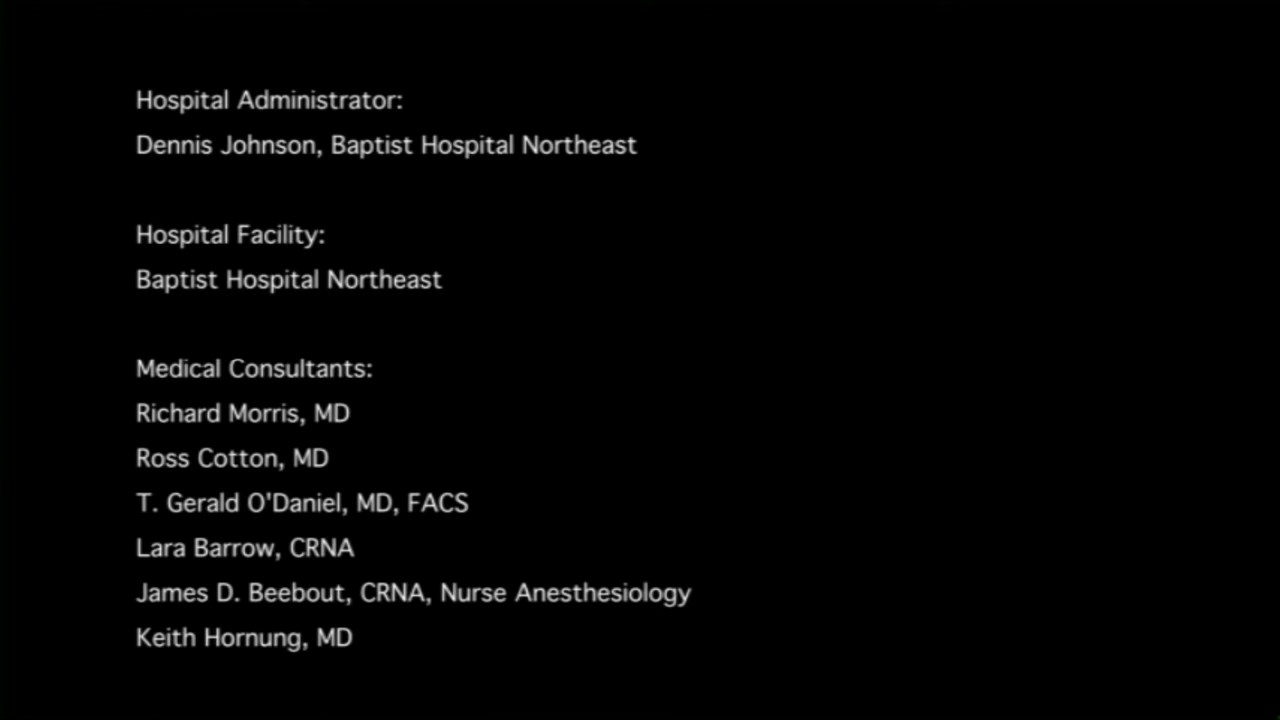 Hospital Administrator:
Dennis Johnson, Baptist Hospital Northeast
Hospital Facility:
Baptist Hospital Northeast
Medical Consultants:
Richard Morris, MD
Ross Cotton, MD
T. Gerald O'Daniel, MD, FACS
Lara Barrow, CRNA
James D. Beebout, CRNA, Nurse Anesthesiology
Keith Hornung, MD